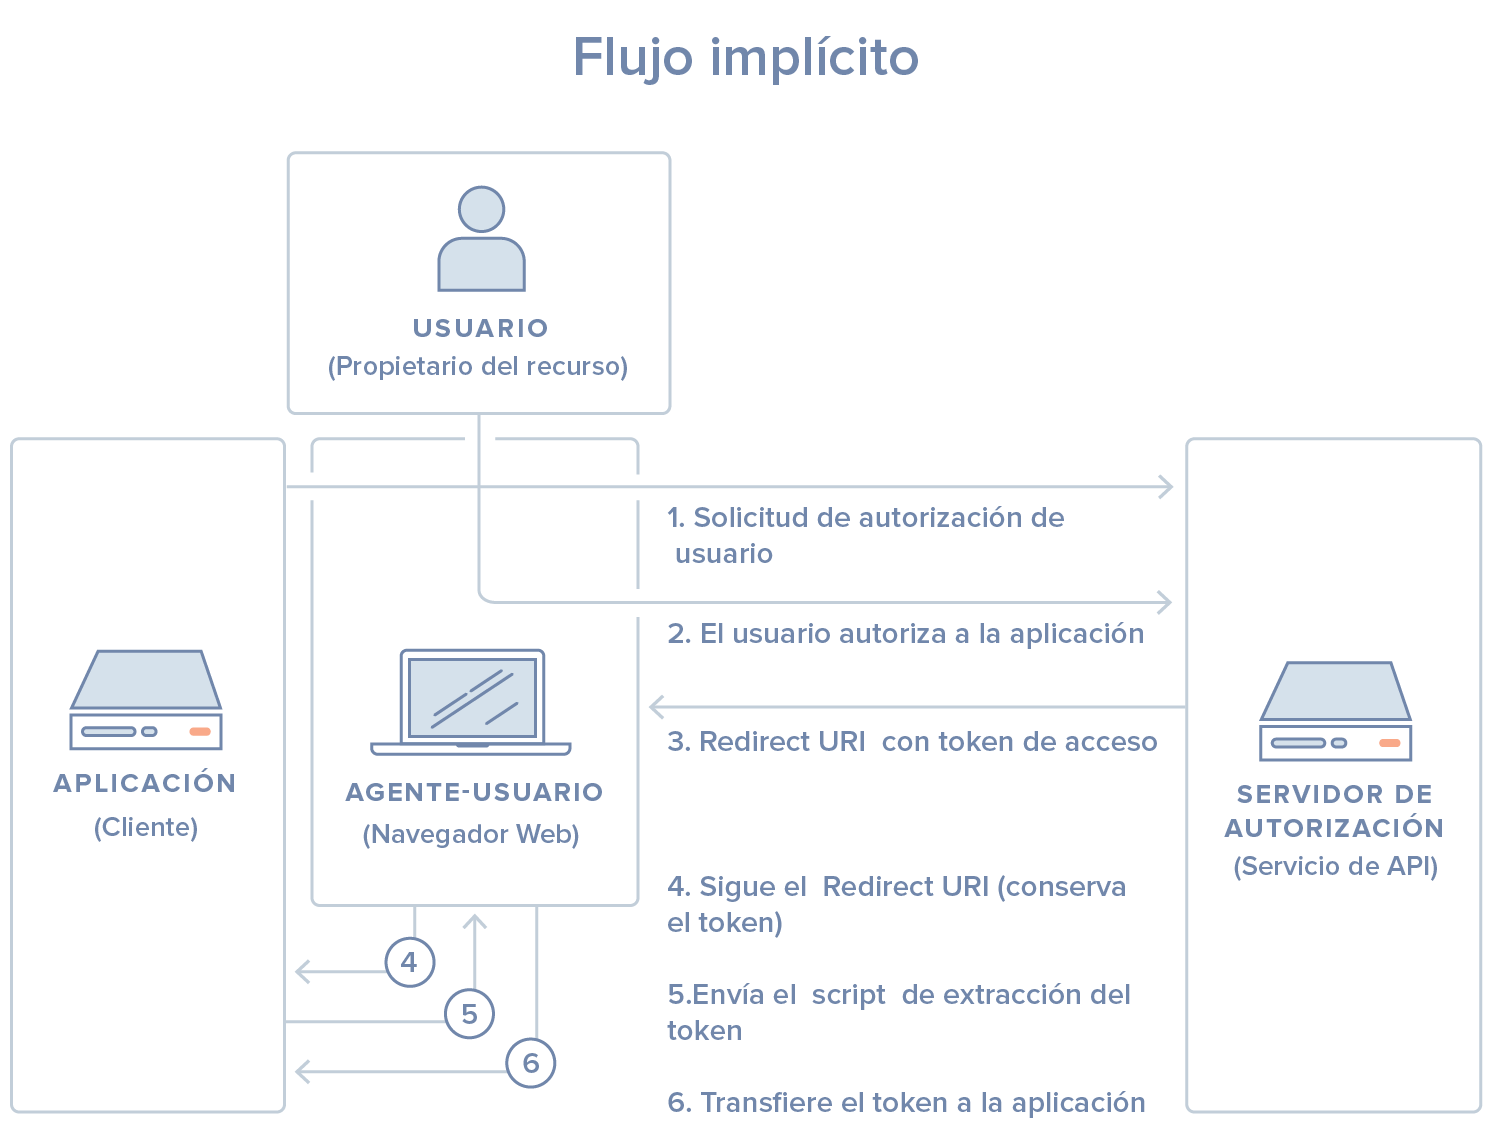 Flujo implícito
USUARIO
(Propietario del recurso)
1. Solicitud de autorización de
usuario
2. El usuario autoriza a la aplicación
3. Redirect URI  con token de acceso
APLICACIÓN
(Cliente)
AGENTE-USUARIO
(Navegador Web)
SERVIDOR DE
AUTORIZACIÓN
(Servicio de API)
4. Sigue el  Redirect URI (conserva
el token)
4
5.Envía el  script  de extracción del
token
5
6
6. Transfiere el token a la aplicación